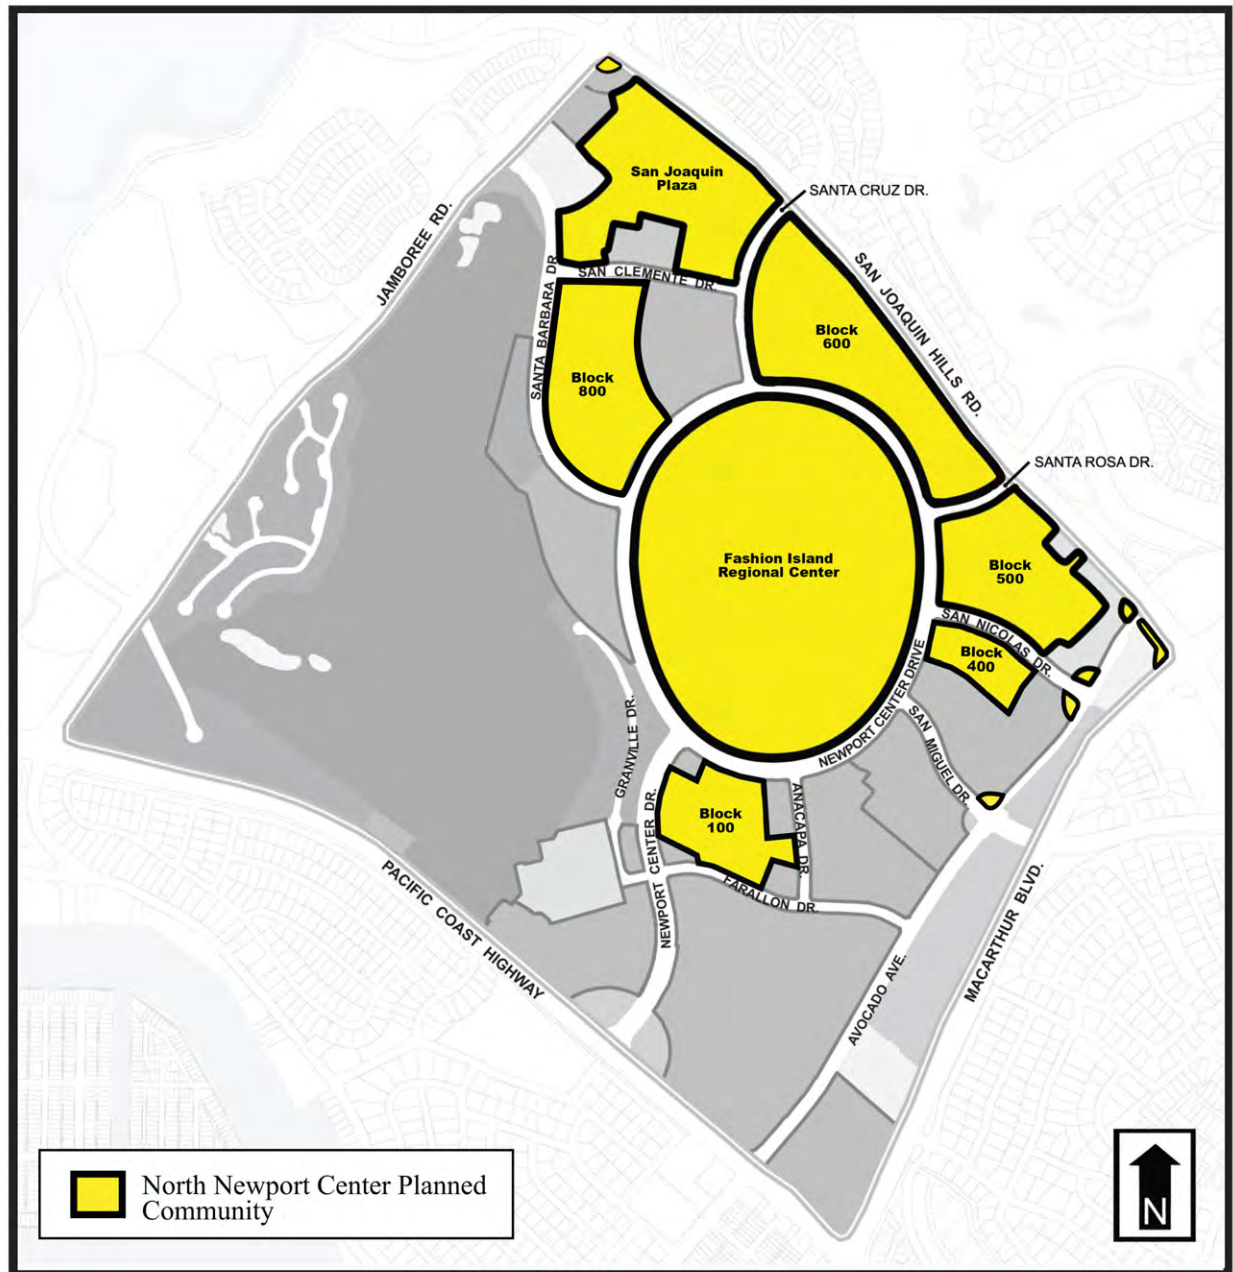 San Joaquin
Plaza
SANTA CRUZ DR.
JAMBOREE RD.
SAN CLEMENTE DR.
SANTA BARBARA DR
SAN JOAQUIN HILLS RD.
Block
600
Block
800
SANTA ROSA DR.
Fashion Island
Regional Center
Block
500
SAN NICOLAS DR.
Block
400
NEWPORT CENTER DRIVE
SAN MIGUEL DR.
GRANVILLE DR.
Block
100
ANACAPA DR.
NEWPORT CENTER DR.
FARALLON DR.
PACIFIC COAST HIGHWAY
AVOCADO AVE.
MACARTHUR BLVD.
North Newport Center Planned
Community
N